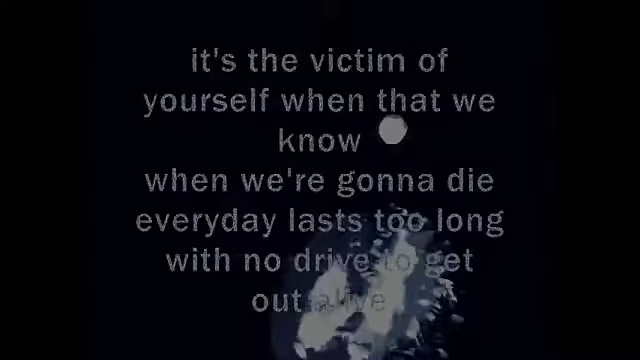 it's the victim of
yourself when that we
know
when we're gonna die
everyday lasts too long
with no drive to get
out alive